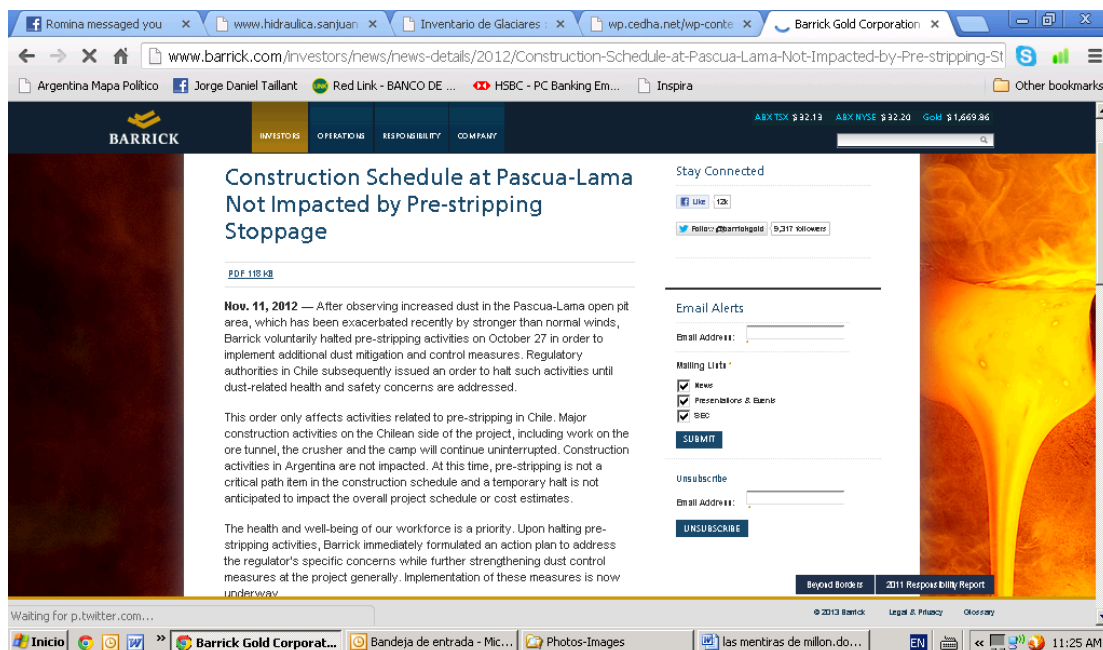 Romina messaged you
www.hidraulica.sanjuan
Inventario de Glaciares :
wp.cedha.net/wp-conte
Barrick Gold Corporation
www.barrick.com/investors/news/news-details/2012/Construction-Schedule-at-Pascua-Lama-Not-Impacted-by-Pre-stripping-St
Argentina Mapa Político
Jorge Daniel Taillant
Red Link - BANCO DE ...
HSBC - PC Banking Em...
Inspira
Other bookmarks
BARRICK
INVESTORS
OPERATIONS
RESPONSIBILITY
COMPANY
ABX TSX $32.13 ABX NYSE $32.20 Gold $1,669.86
Construction Schedule at Pascua-Lama
Not Impacted by Pre-stripping
Stoppage
PDF 118 KB
Nov. 11, 2012 — After observing increased dust in the Pascua-Lama open pit
area, which has been exacerbated recently by stronger than normal winds,
Barrick voluntarily halted pre-stripping activities on October 27 in order to
implement additional dust mitigation and control measures. Regulatory
authorities in Chile subsequently issued an order to halt such activities until
dust-related health and safety concerns are addressed.
This order only affects activities related to pre-stripping in Chile. Major
construction activities on the Chilean side of the project, including work on the
ore tunnel, the crusher and the camp will continue uninterrupted. Construction
activities in Argentina are not impacted. At this time, pre-stripping is not a
critical path item in the construction schedule and a temporary halt is not
anticipated to impact the overall project schedule or cost estimates.
The health and well-being of our workforce is a priority. Upon halting pre-
stripping activities, Barrick immediately formulated an action plan to address
the regulator's specific concerns while further strengthening dust control
measures at the project generally. Implementation of these measures is now
underway
Stay Connected
Like 12k
Follow @barrickgold 9,317 followers
Email Alerts
Email Address:
Mailing Lists *
News
Presentations & Events
SEC
SUBMIT
Unsubscribe
Email Address:
UNSUBSCRIBE
Beyond Borders
2011 Responsibility Report
Waiting for p.twitter.com...
© 2013 Barrick
Legal & Privacy
Glossary
Inicio
Barrick Gold Corporat...
Bandeja de entrada - Mic...
Photos-Images
las mentiras de millon.do...
EN
11:25 AM